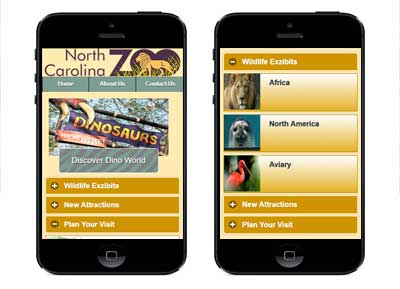 North
Carolina ZOO
Home About Us Contact Us
DINOSAURS
Discover Dino World
Wildlife Exzibits
New Attractions
Plan Your Visit
Wildlife Exzibits
Africa
North America
Aviary
New Attractions
Plan Your Visit